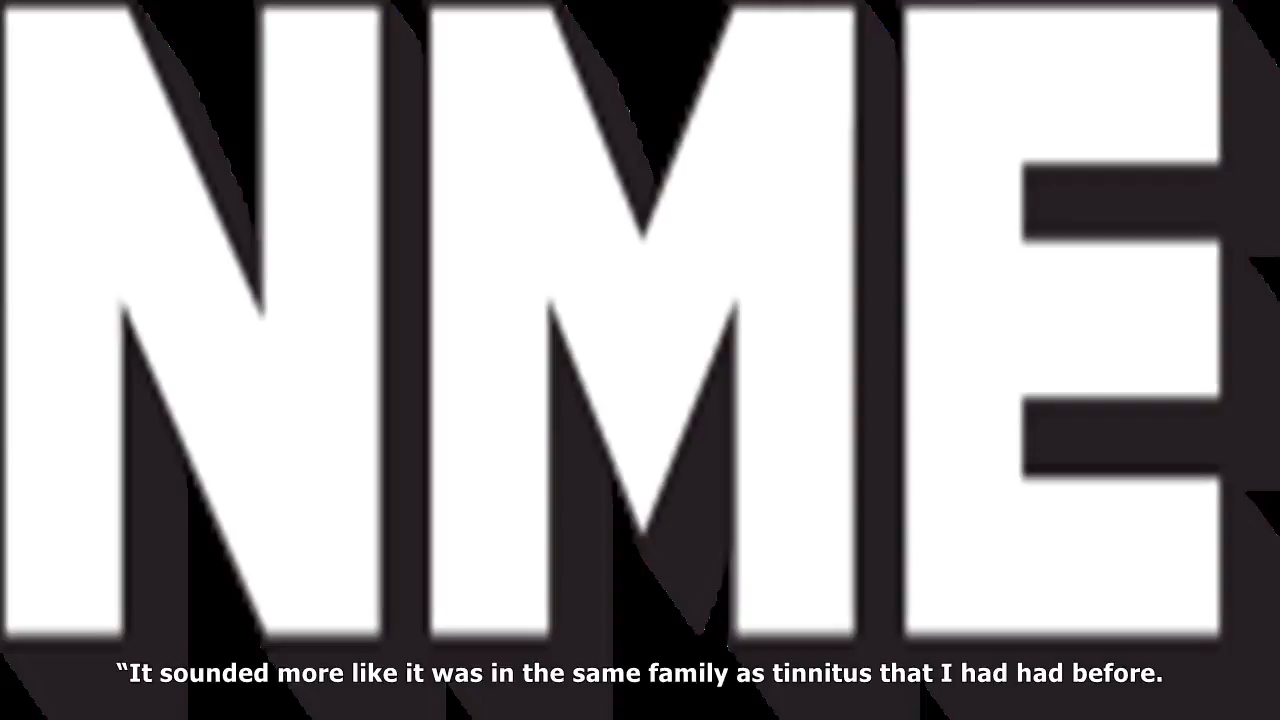 NME
“It sounded more like it was in the same family as tinnitus that I had had before.